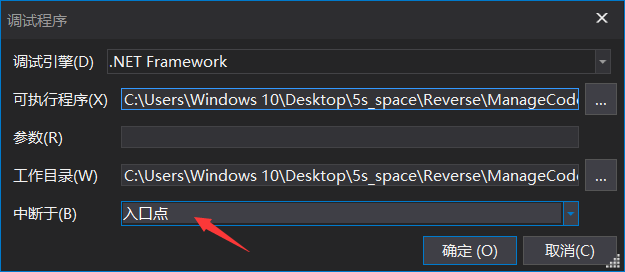 调试程序
调试引擎(D) .NET Framework
可执行程序(X) C:\Users\Windows 10\Desktop\5s_space\Reverse\ManageCode ...
参数(R)
工作目录(W) C:\Users\Windows 10\Desktop\5s_space\Reverse\ManageCode ...
中断于(B) 入口点
确定 (O) 取消(C)